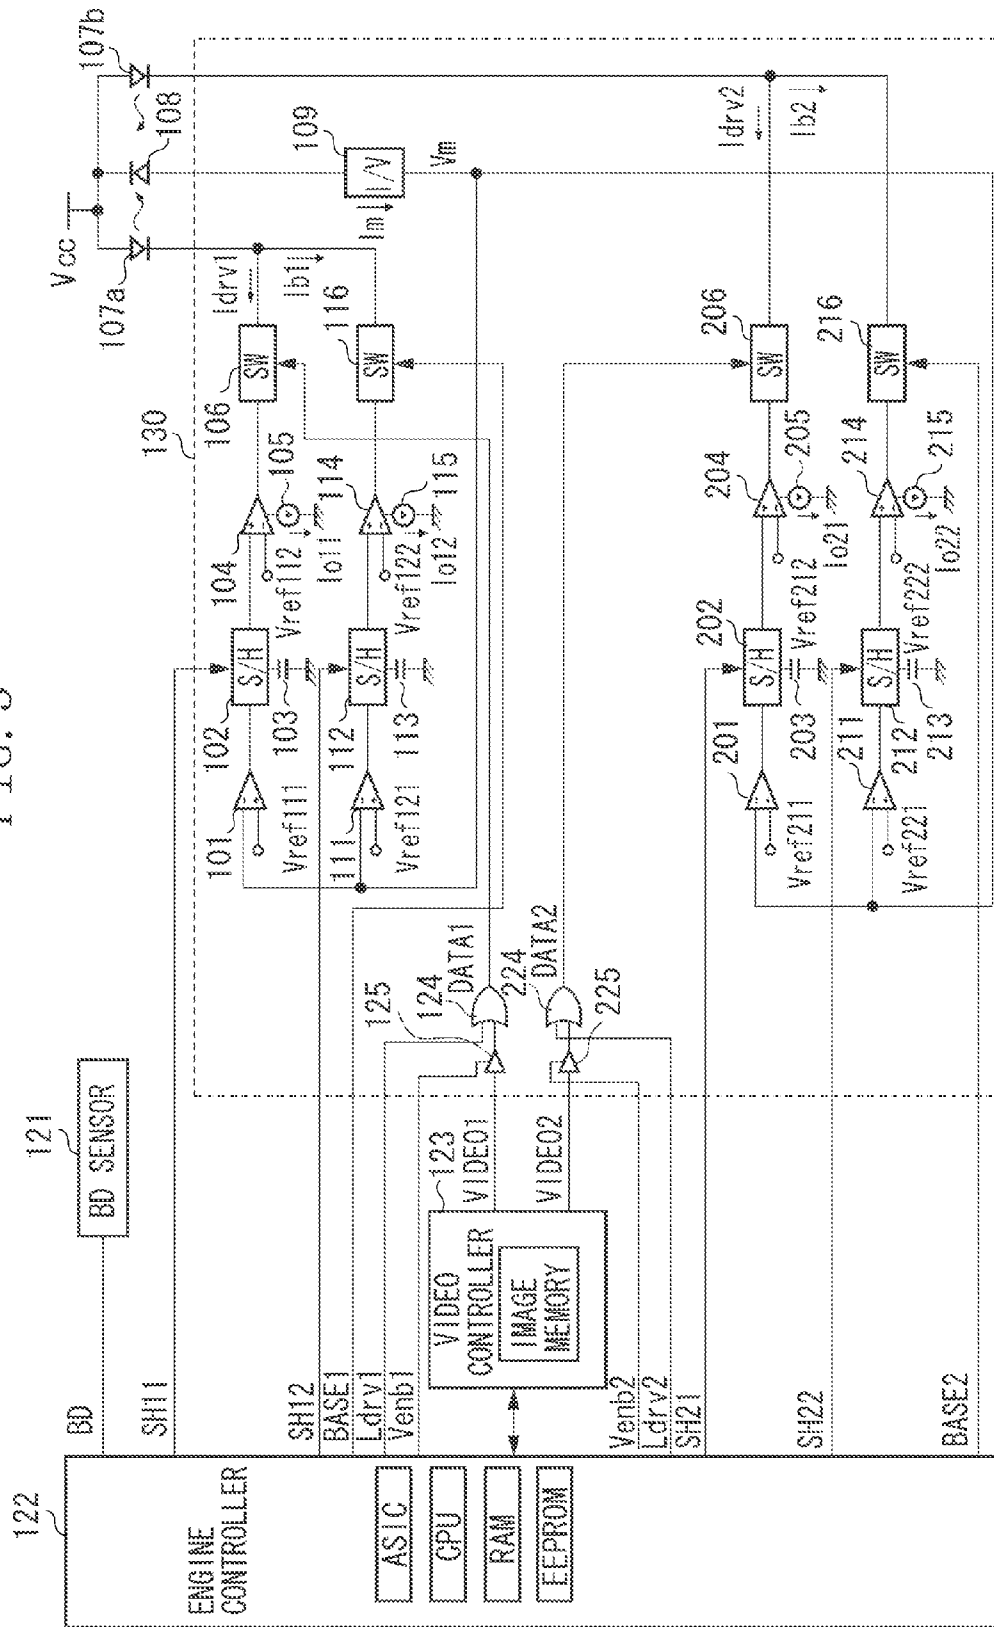 122
ENGINE
CONTROLLER
ASIC
CPU
RAM
EEPROM
BD
121
BD SENSOR
SH11
SH12
BASE1
Ldrv1
Venb1
VIDEO
CONTROLLER
IMAGE
MEMORY
123
VIDEO1
VIDEO2
Venb2
Ldrv2
SH21
SH22
BASE2
125
124
DATA1
224
DATA2
225
130
101
Vref111
102
S/H
103
104
Vref112
105
Io11
106
SW
111
Vref121
112
S/H
113
114
Vref122
115
Io12
116
SW
Vcc
107a
108
107b
Idrv1
Ib1
109
I/V
Im
Vm
Idrv2
Ib2
201
Vref211
202
S/H
203
204
Vref212
205
Io21
206
SW
211
Vref221
212
S/H
213
214
Vref222
215
Io22
216
SW